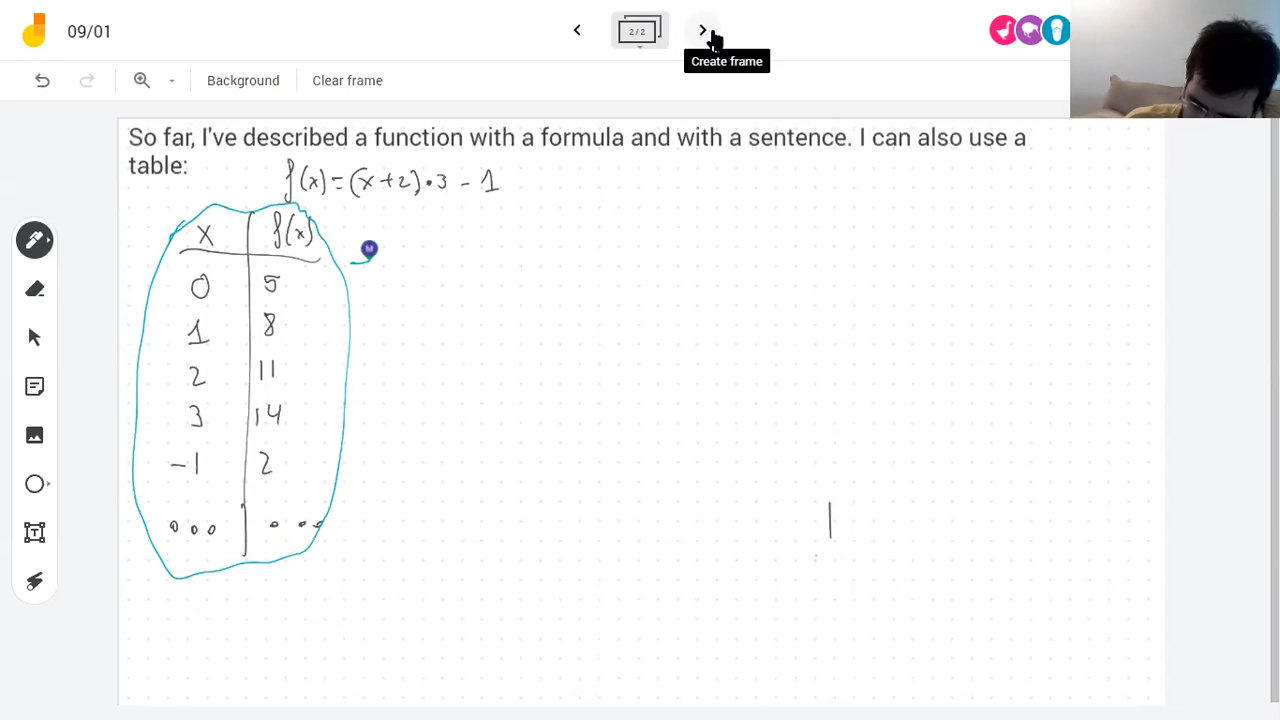 09/01
2 / 2
Create frame
Background
Clear frame
So far, I've described a function with a formula and with a sentence. I can also use a
table:
f(x)=(x+2)•3-1
x f(x)
0 5
1 8
2 11
3 14
-1 2
... ...
M